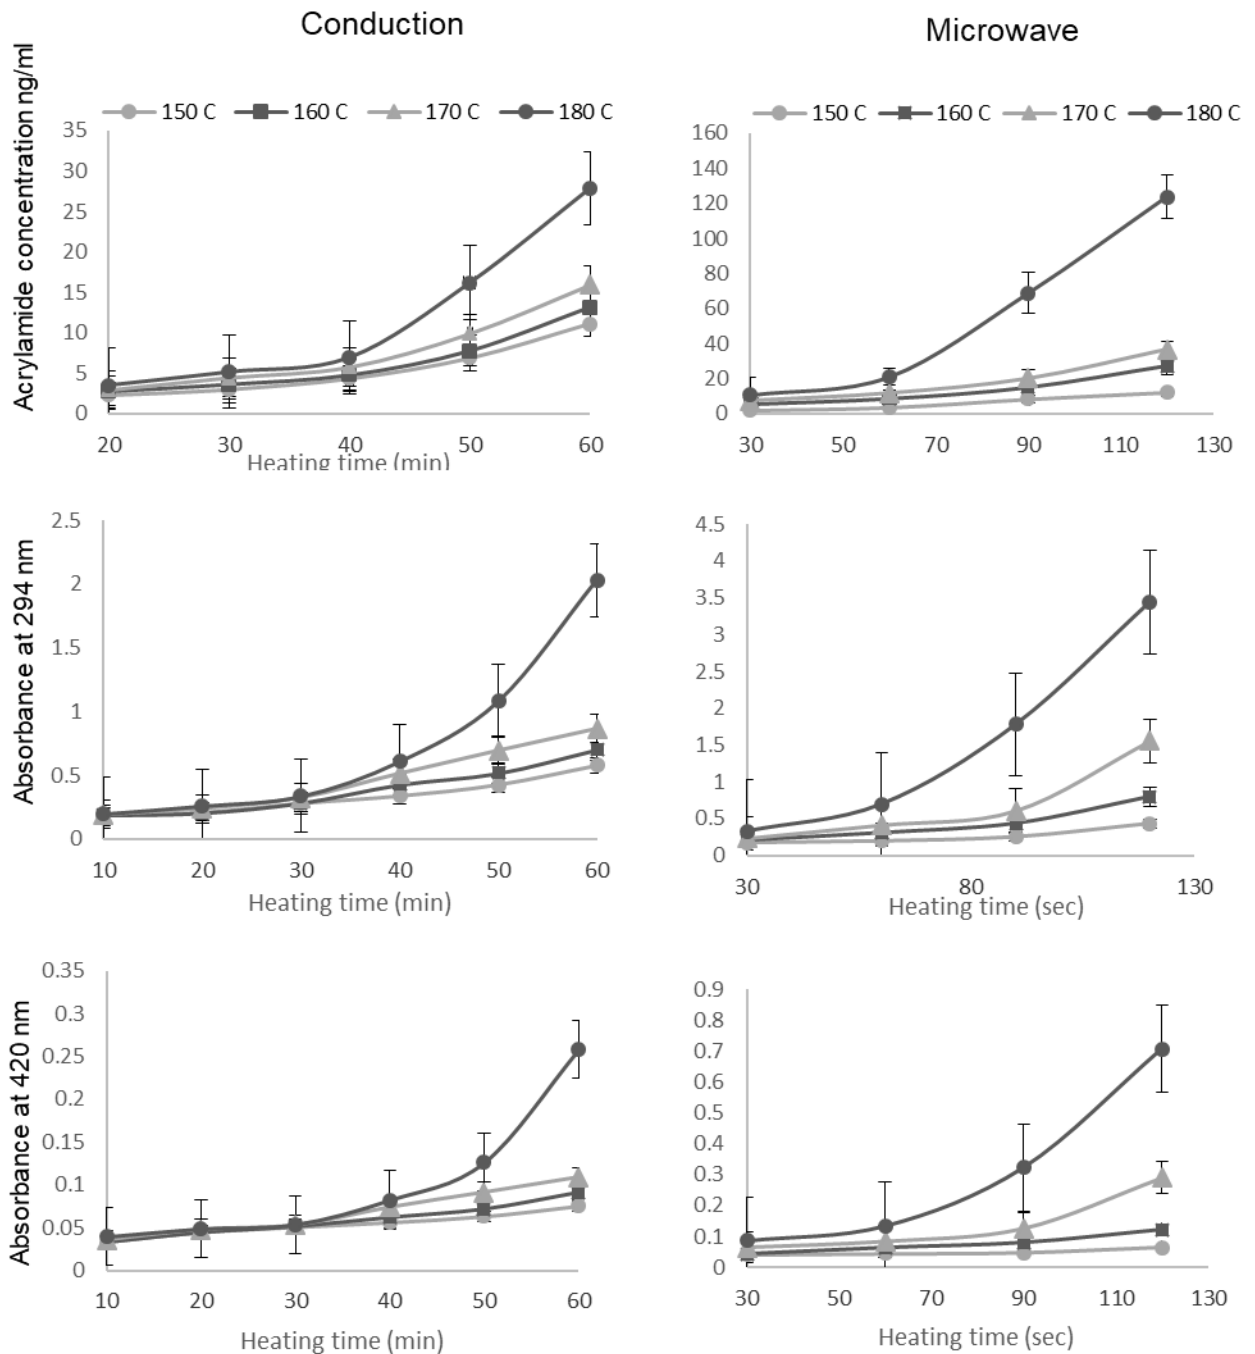 Conduction
Microwave
Acrylamide concentration ng/ml
150 C 160 C 170 C 180 C
35
30
25
20
15
10
5
0
20 30 40 50 60
Heating time (min)
150 C 160 C 170 C 180 C
160
140
120
100
80
60
40
20
0
30 50 70 90 110 130
Absorbance at 294 nm
2.5
2
1.5
1
0.5
0
10 20 30 40 50 60
Heating time (min)
4.5
4
3.5
3
2.5
2
1.5
1
0.5
0
30 80 130
Heating time (sec)
Absorbance at 420 nm
0.35
0.3
0.25
0.2
0.15
0.1
0.05
0
10 20 30 40 50 60
Heating time (min)
0.9
0.8
0.7
0.6
0.5
0.4
0.3
0.2
0.1
0
30 50 70 90 110 130
Heating time (sec)